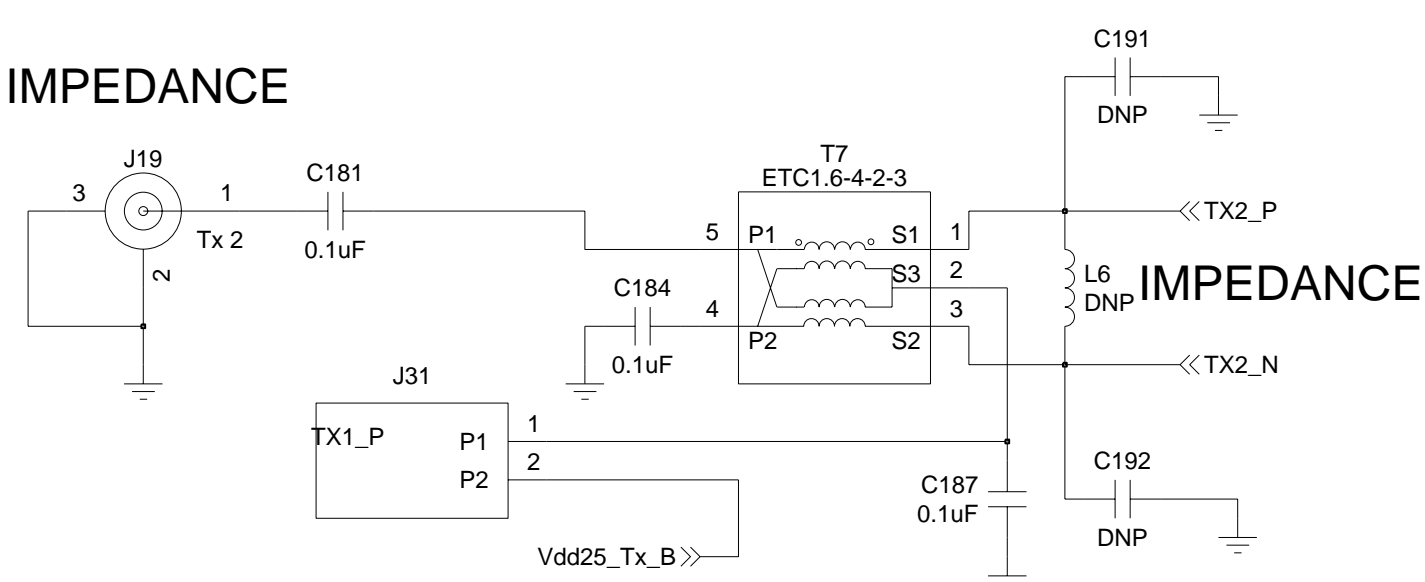 C191
IMPEDANCE
DNP
J19
T7
C181
ETC1.6-4-2-3
3
1
Tx 2
0.1uF
5
P1
S1
1
TX2_P
2
C184
S3
2
L6
DNP
IMPEDANCE
4
3
0.1uF
P2
S2
J31
TX2_N
TX1_P
P1
1
2
P2
C187
0.1uF
C192
DNP
Vdd25_Tx_B